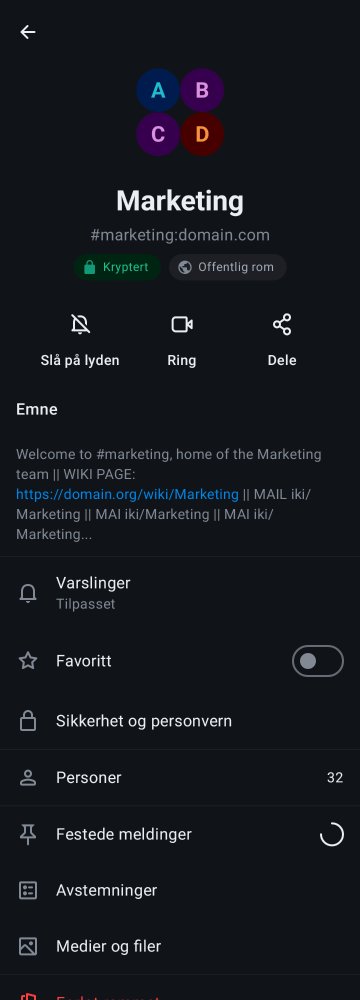 A B
C D
Marketing
#marketing:domain.com
Kryptert Offentlig rom
Slå på lyden Ring Dele
Emne
Welcome to #marketing, home of the Marketing
team || WIKI PAGE:
https://domain.org/wiki/Marketing || MAIL iki/
Marketing || MAI iki/Marketing || MAI iki/
Marketing...
Varslinger
Tilpasset
Favoritt
Sikkerhet og personvern
Personer 32
Festede meldinger
Avstemninger
Medier og filer